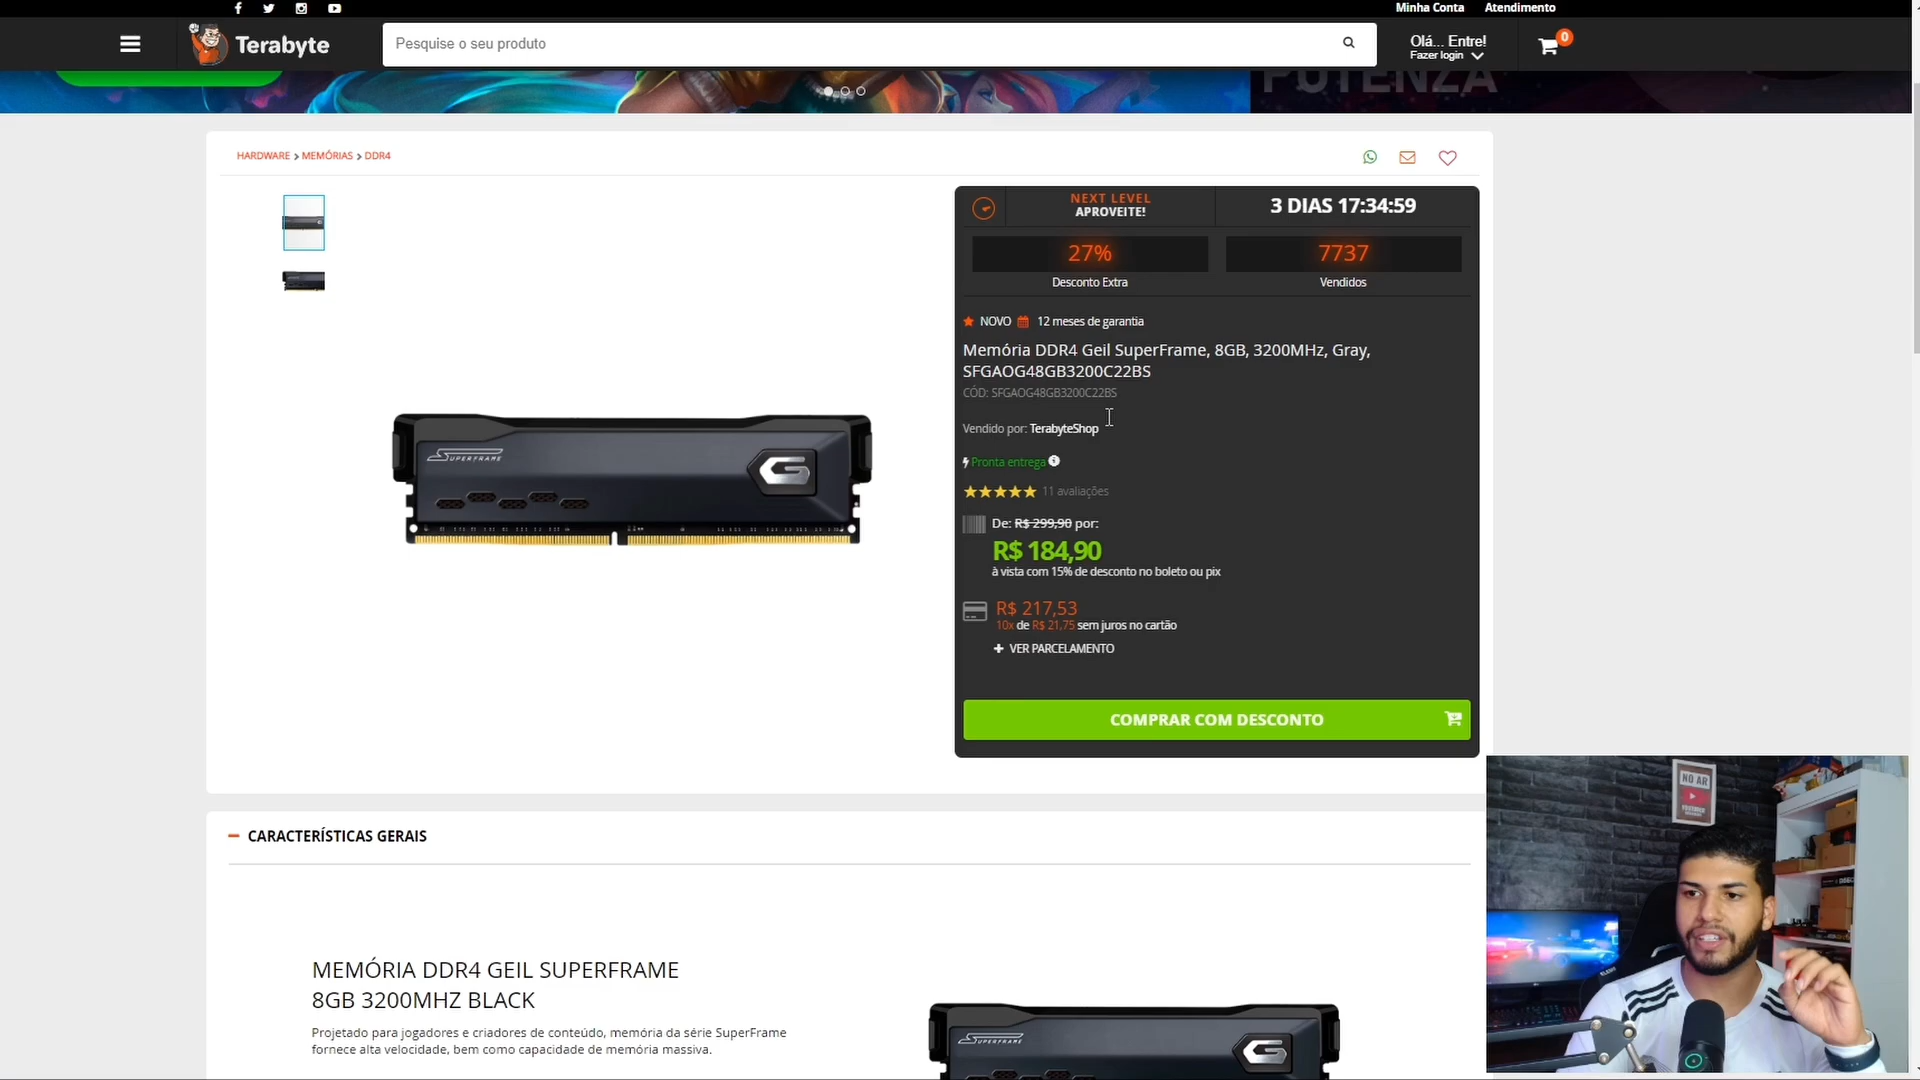 Minha Conta
Atendimento
Terabyte
Pesquise o seu produto
Olá... Entre!
Fazer login
0
POTENZA
HARDWARE > MEMÓRIAS > DDR4
NEXT LEVEL
APROVEITE!
3 DIAS 17:34:59
27%
Desconto Extra
7737
Vendidos
NOVO 12 meses de garantia
Memória DDR4 Geil SuperFrame, 8GB, 3200MHz, Gray,
SFGAOG48GB3200C22BS
CÓD: SFGAOG48GB3200C22BS
Vendido por: TerabyteShop
Pronta entrega
11 avaliações
De: R$ 299,90 por:
R$ 184,90
à vista com 15% de desconto no boleto ou pix
R$ 217,53
10x de R$ 21,75 sem juros no cartão
+ VER PARCELAMENTO
COMPRAR COM DESCONTO
SUPERFRAME
CARACTERÍSTICAS GERAIS
MEMÓRIA DDR4 GEIL SUPERFRAME
8GB 3200MHZ BLACK
Projetado para jogadores e criadores de conteúdo, memória da série SuperFrame
fornece alta velocidade, bem como capacidade de memória massiva.
SUPERFRAME
NO AR